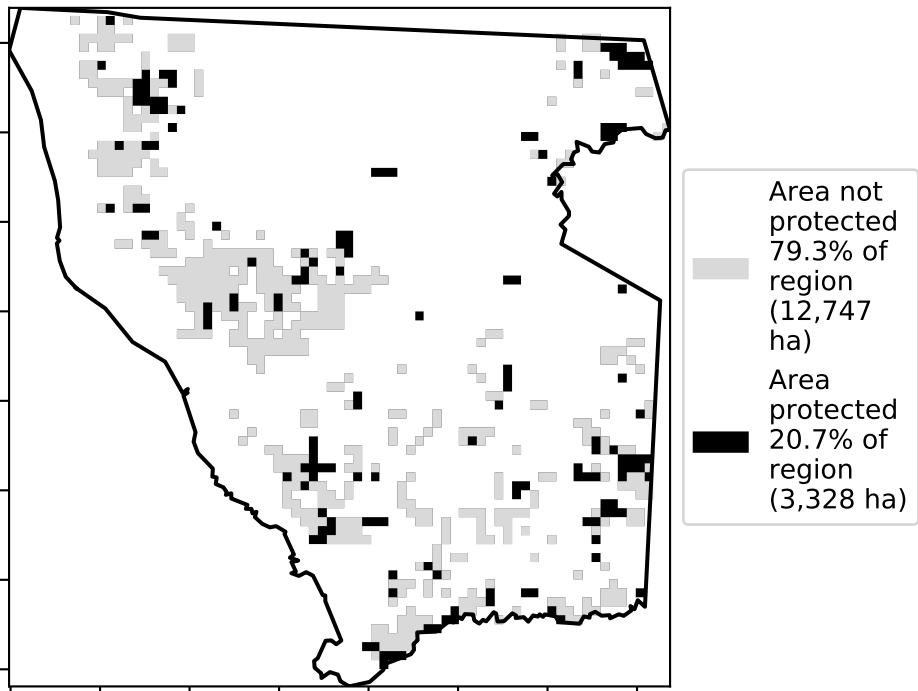 Area not
protected
79.3% of
region
(12,747
ha)
Area
protected
20.7% of
region
(3,328 ha)